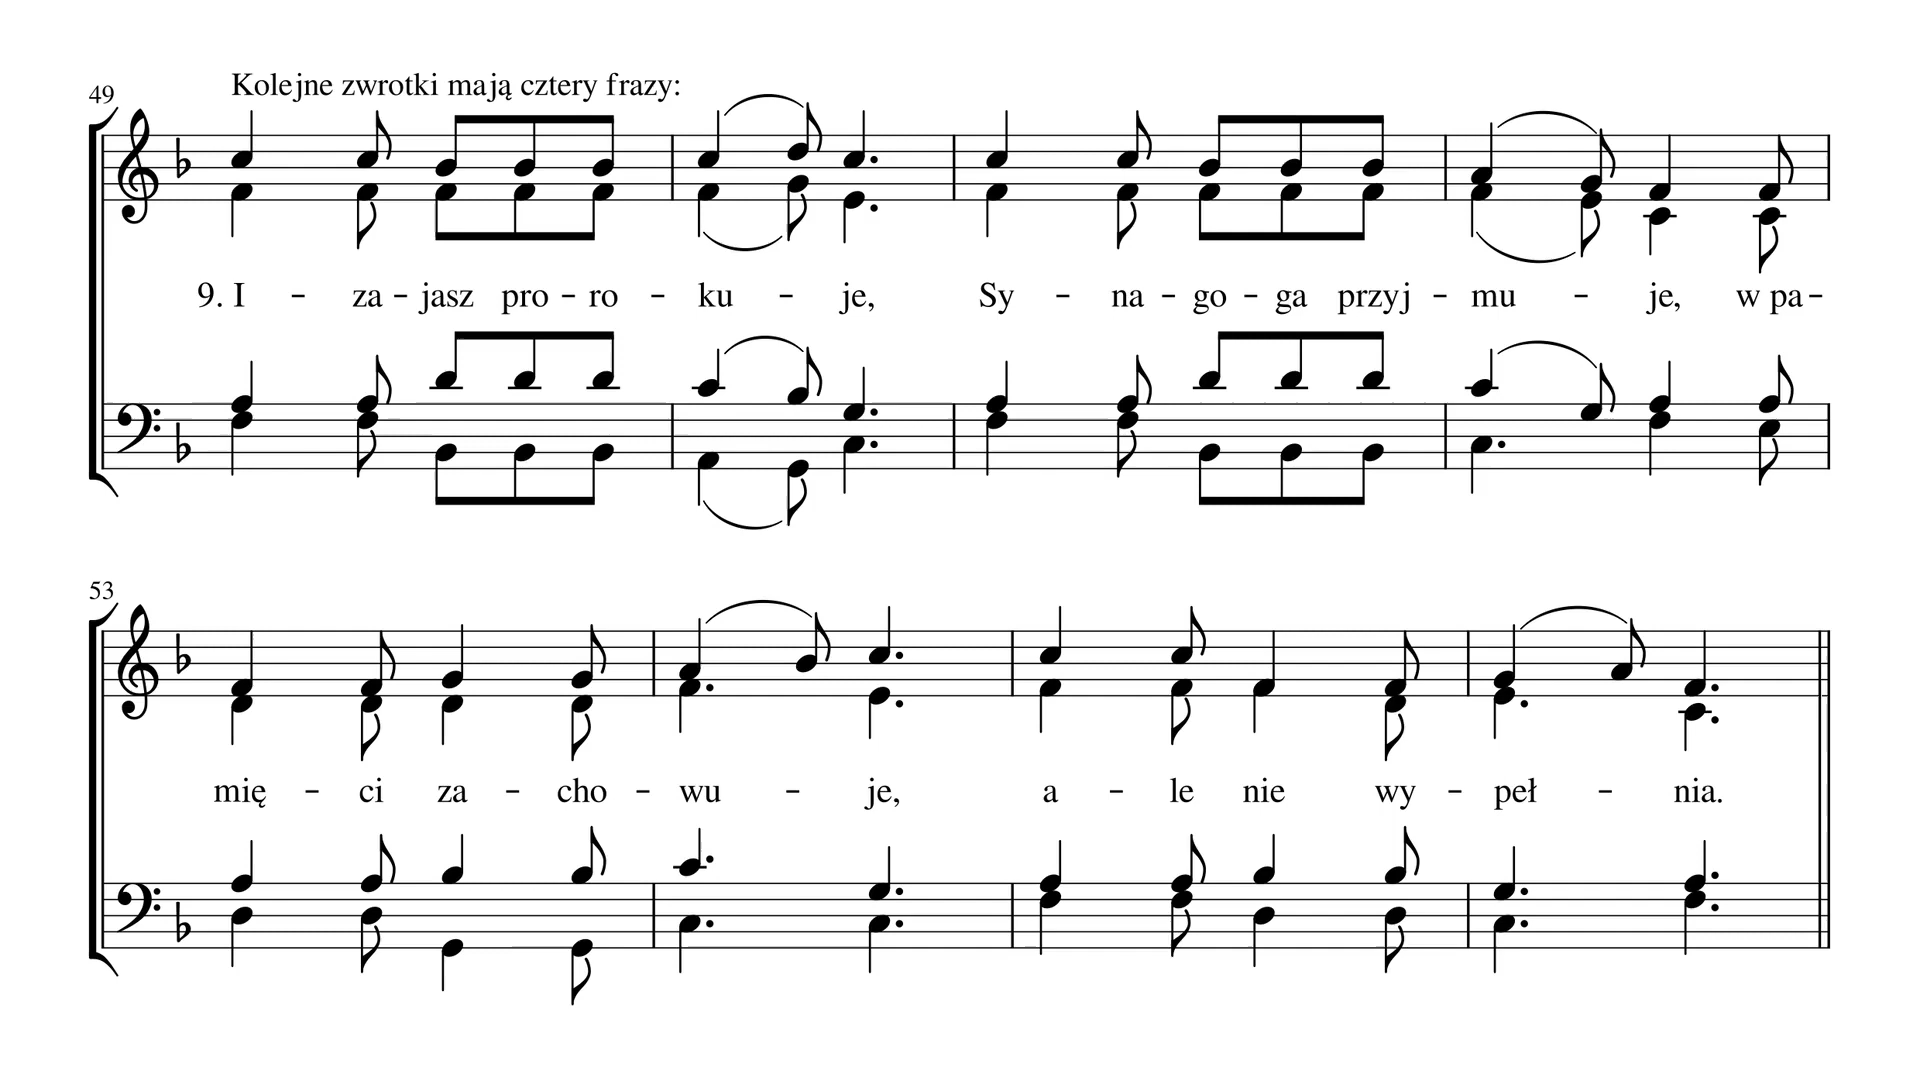 Kolejne zwrotki mają cztery frazy:
49
9. I - za - jasz pro - ro - ku - je, Sy - na - go - ga przyj - mu - je, w pa -
53
mię - ci za - cho - wu - je, a - le nie wy - peł - nia.